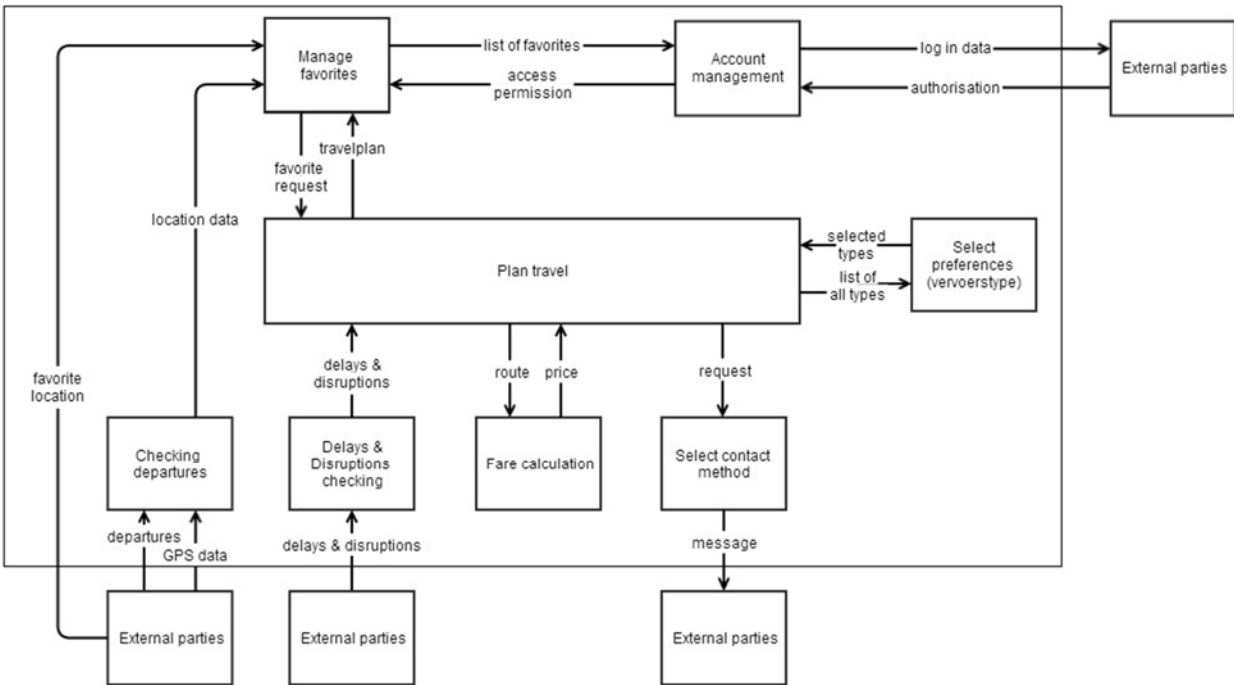 Manage
favorites
list of favorites
access
permission
Account
management
log in data
authorisation
External parties
favorite
request
travelplan
location data
Plan travel
selected
types
list of
all types
Select
preferences
(vervoerstype)
favorite
location
delays &
disruptions
route
price
request
Checking
departures
Delays &
Disruptions
checking
Fare calculation
Select contact
method
departures
GPS data
delays & disruptions
message
External parties
External parties
External parties